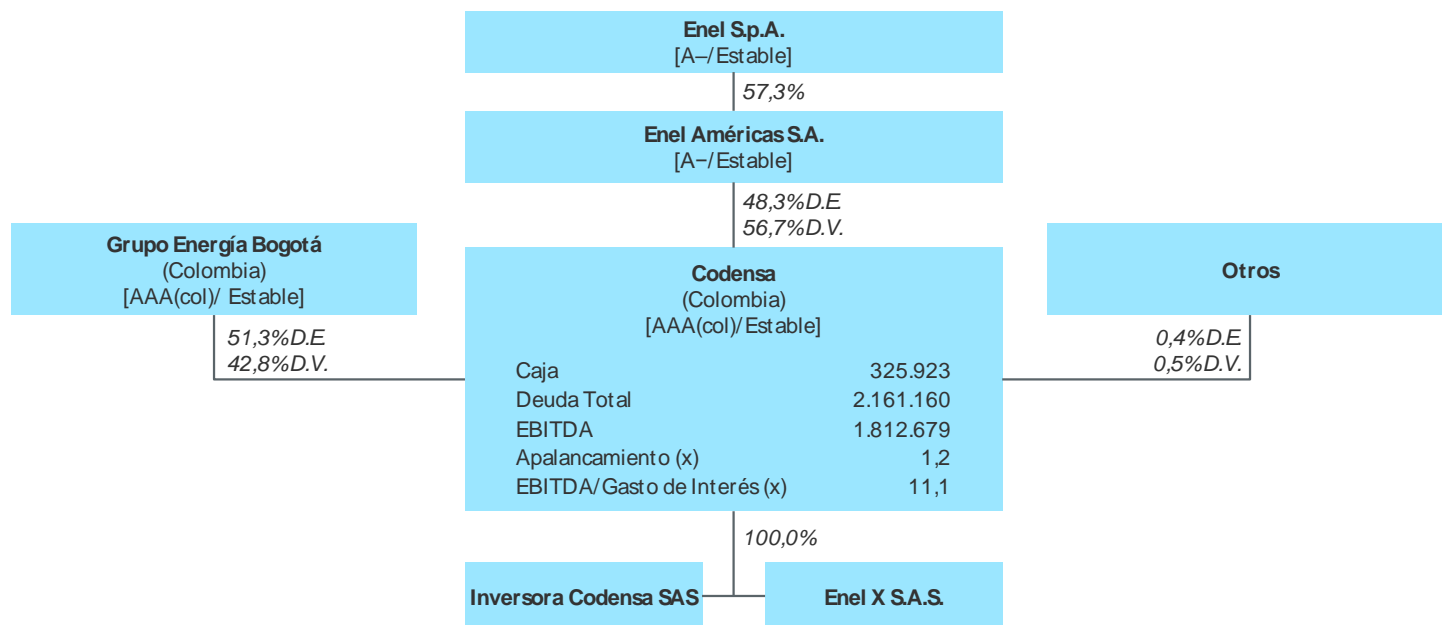 Enel S.p.A.
[A–/Estable]
57,3%
Enel Américas S.A.
[A−/Estable]
48,3%D.E.
56,7%D.V.
Grupo Energía Bogotá
(Colombia)
[AAA(col)/ Estable]
51,3%D.E.
42,8%D.V.
Otros
0,4%D.E.
0,5%D.V.
Codensa
(Colombia)
[AAA(col)/Estable]
Caja 325.923
Deuda Total 2.161.160
EBITDA 1.812.679
Apalancamiento (x) 1,2
EBITDA/Gasto de Interés (x) 11,1
100,0%
Inversora Codensa SAS
Enel X S.A.S.